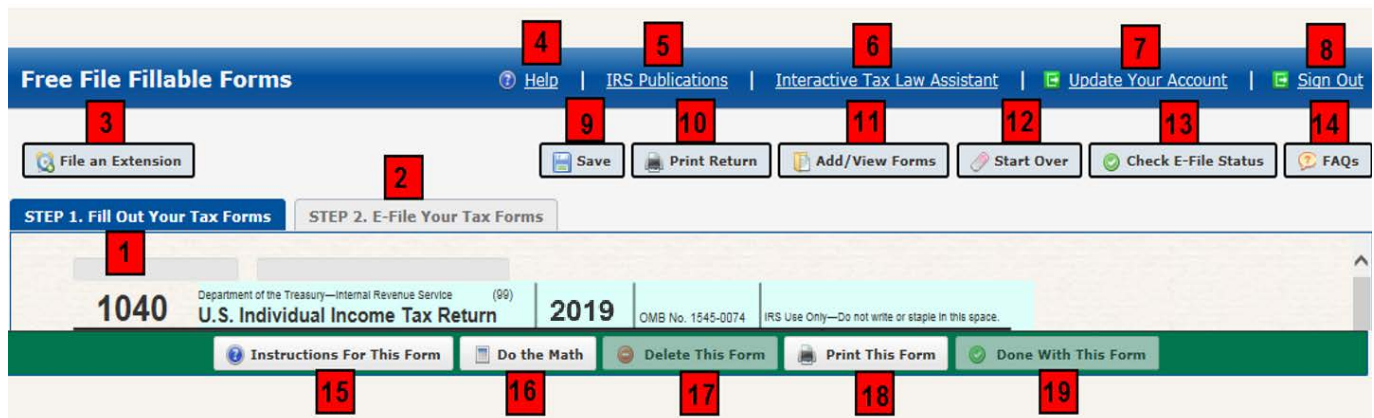 4 5 6 7 8
Free File Fillable Forms Help | IRS Publications | Interactive Tax Law Assistant | Update Your Account | Sign Out
3 9 10 11 12 13 14
File an Extension Save Print Return Add/View Forms Start Over Check E-File Status FAQs
2
STEP 1. Fill Out Your Tax Forms STEP 2. E-File Your Tax Forms
1
Department of the Treasury—Internal Revenue Service (99)
1040 U.S. Individual Income Tax Return 2019 OMB No. 1545-0074 IRS Use Only—Do not write or staple in this space.
Instructions For This Form Do the Math Delete This Form Print This Form Done With This Form
15 16 17 18 19